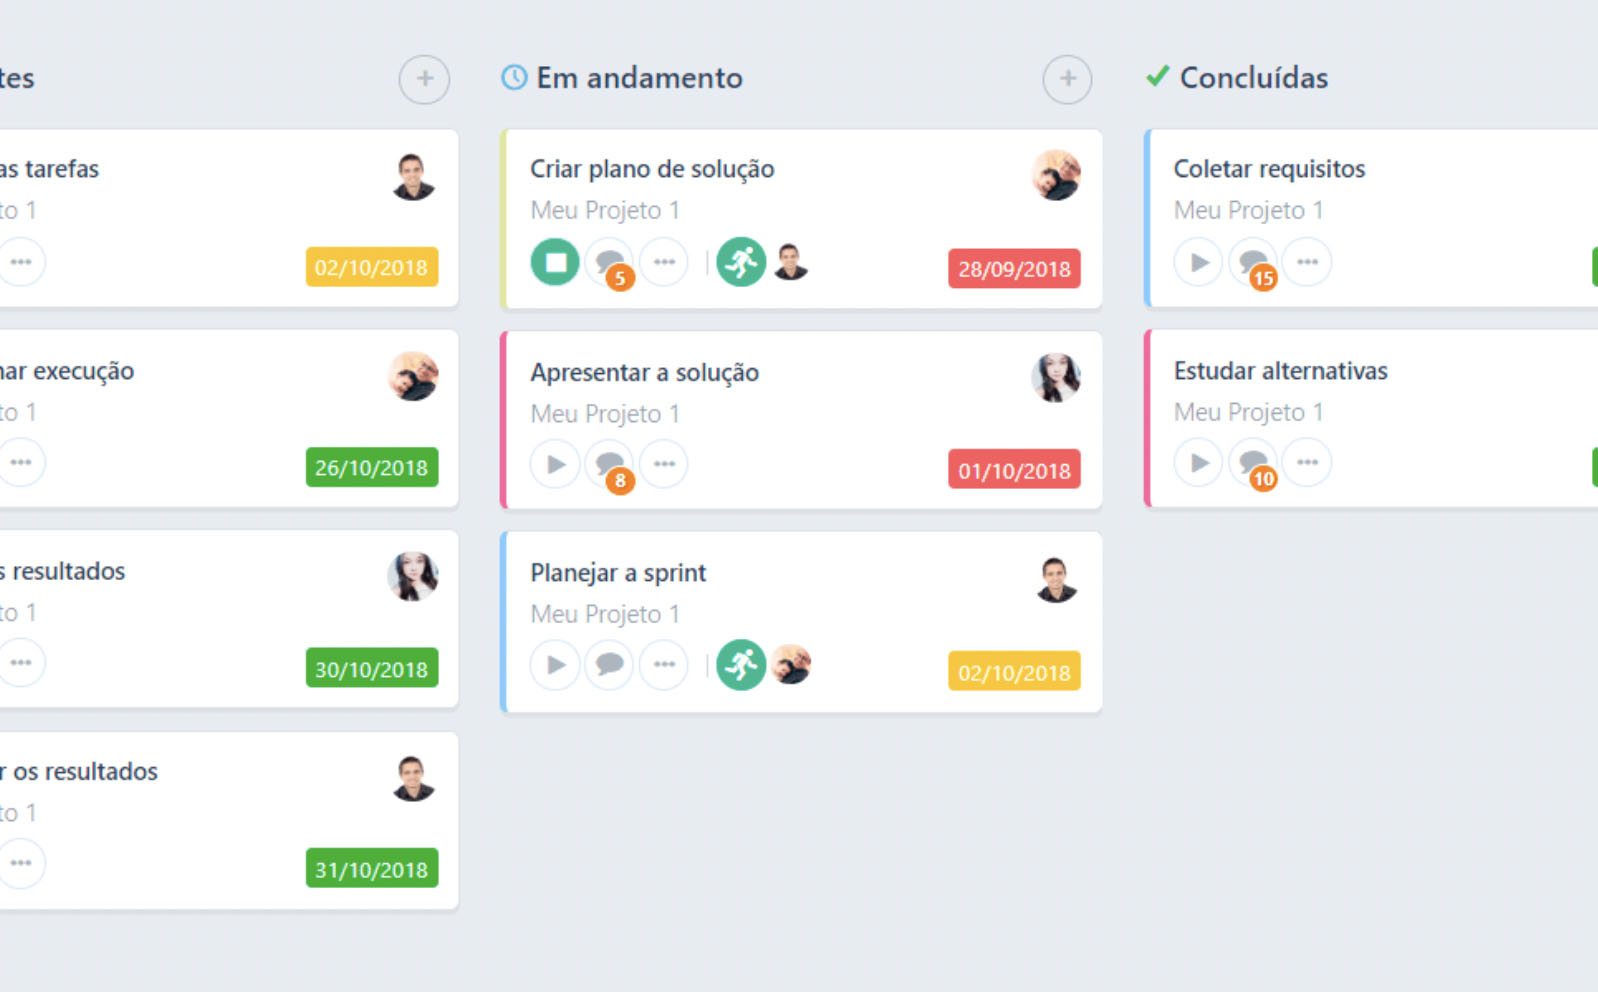 tes
as tarefas
to 1
02/10/2018
nar execução
to 1
26/10/2018
s resultados
to 1
30/10/2018
r os resultados
to 1
31/10/2018
Em andamento
Criar plano de solução
Meu Projeto 1
5
28/09/2018
Apresentar a solução
Meu Projeto 1
8
01/10/2018
Planejar a sprint
Meu Projeto 1
02/10/2018
Concluídas
Coletar requisitos
Meu Projeto 1
15
Estudar alternativas
Meu Projeto 1
10